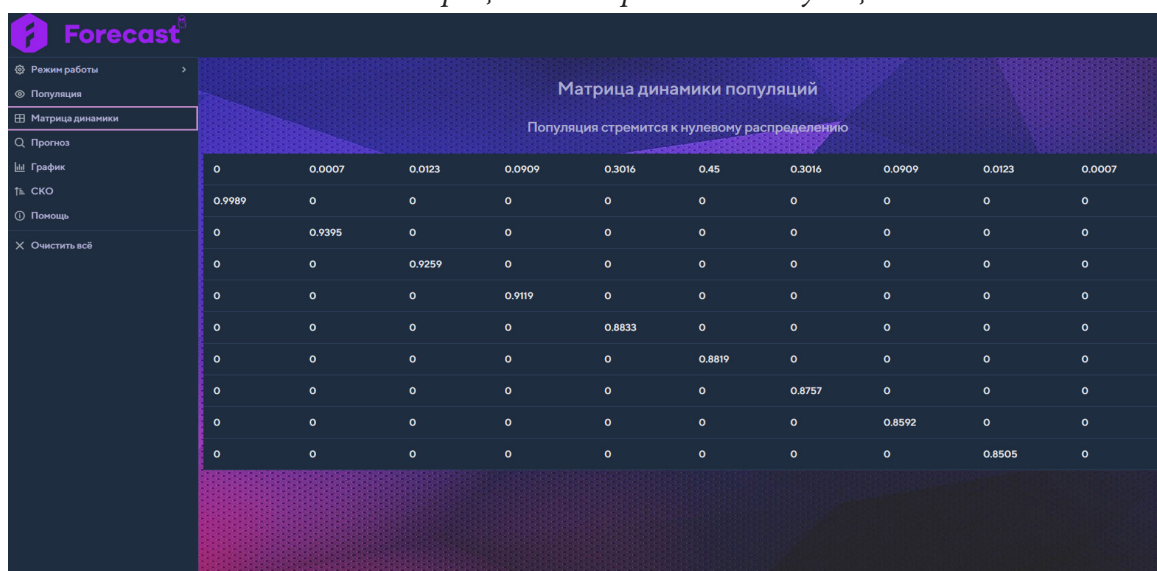 Forecast
Режим работы
Популяция
Матрица динамики
Прогноз
График
СКО
Помощь
Очистить всё
Матрица динамики популяций
Популяция стремится к нулевому распределению
0 0.0007 0.0123 0.0909 0.3016 0.45 0.3016 0.0909 0.0123 0.0007
0.9989 0 0 0 0 0 0 0 0 0
0 0.9395 0 0 0 0 0 0 0 0
0 0 0.9259 0 0 0 0 0 0 0
0 0 0 0.9119 0 0 0 0 0 0
0 0 0 0 0.8833 0 0 0 0 0
0 0 0 0 0 0.8819 0 0 0 0
0 0 0 0 0 0 0.8757 0 0 0
0 0 0 0 0 0 0 0.8592 0 0
0 0 0 0 0 0 0 0 0.8505 0